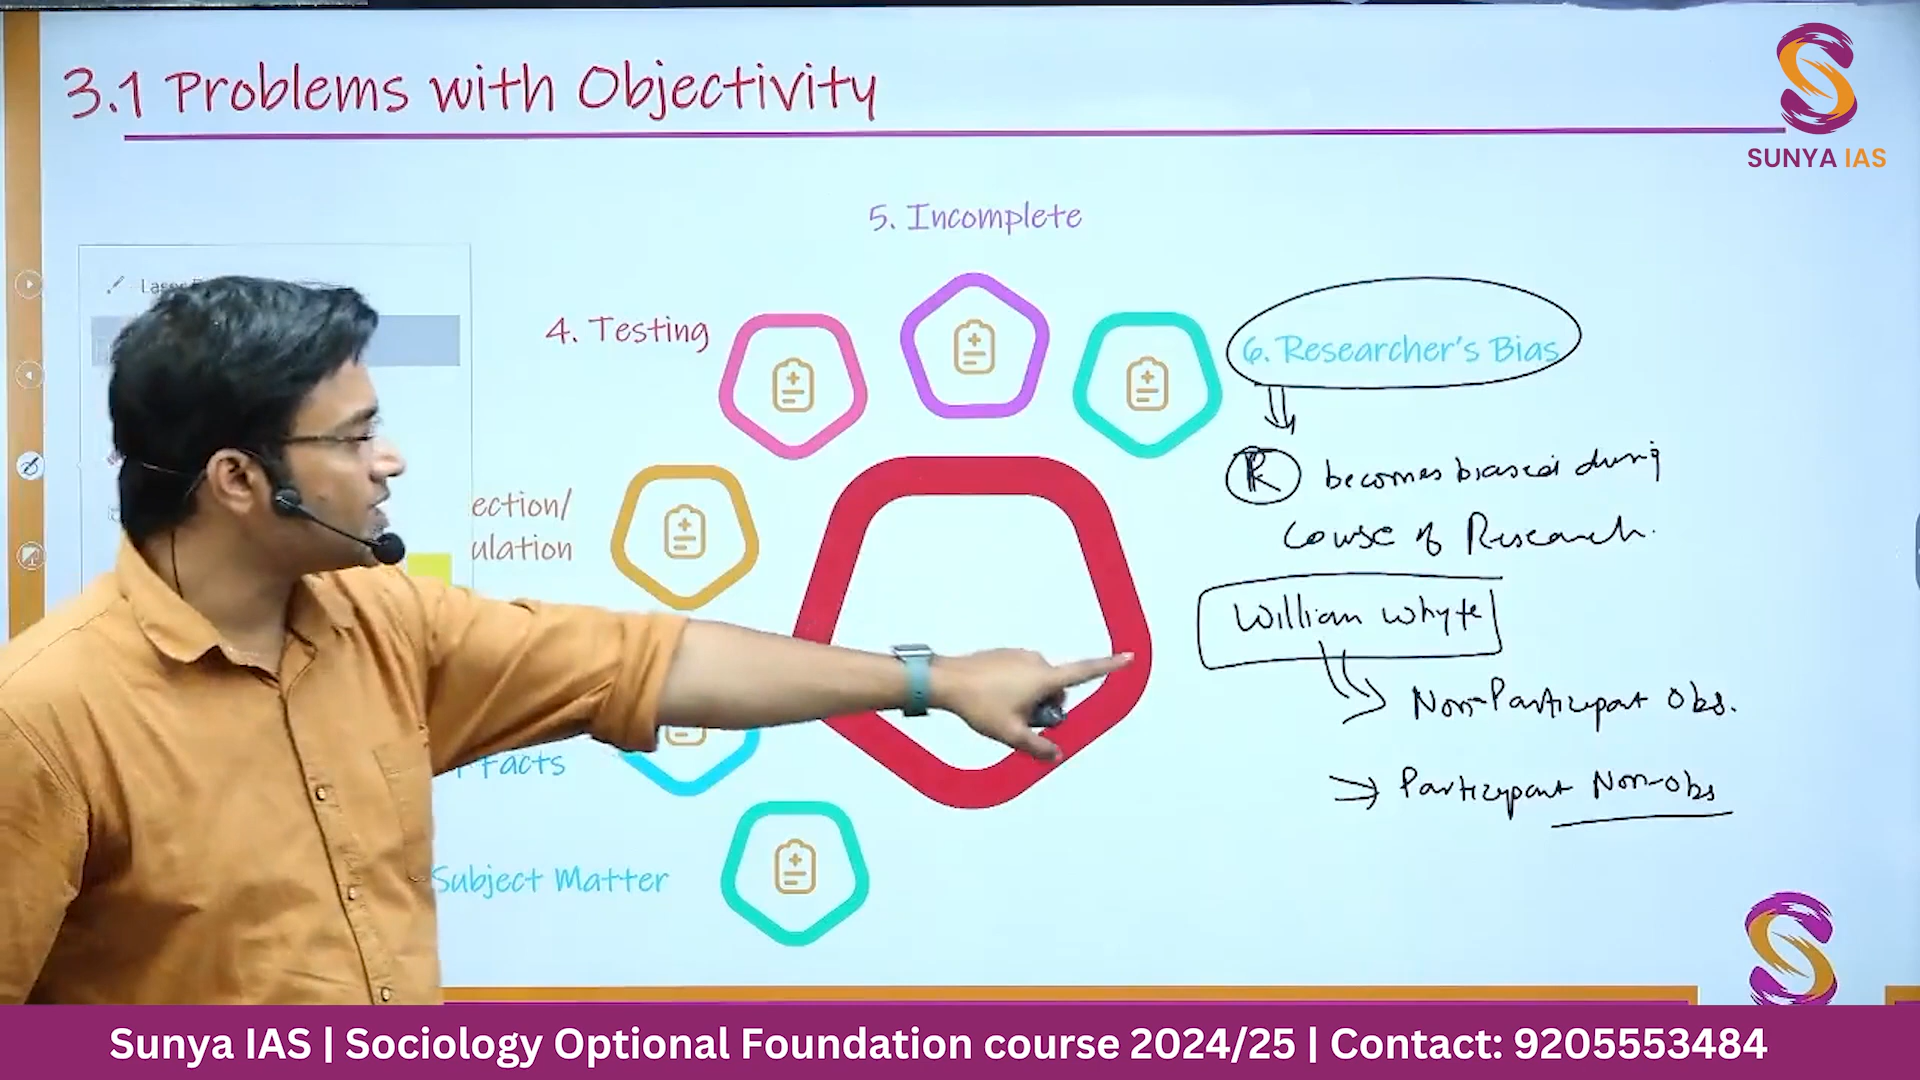 3.1 Problems with Objectivity
SUNYA IAS
5. Incomplete
4. Testing
6. Researcher's Bias
R becomes biased during
course of Research.
ection/
ulation
William Whyte
Non-Participant Obs.
Facts
Participant Non-Obs
Subject Matter
Sunya IAS | Sociology Optional Foundation course 2024/25 | Contact: 9205553484